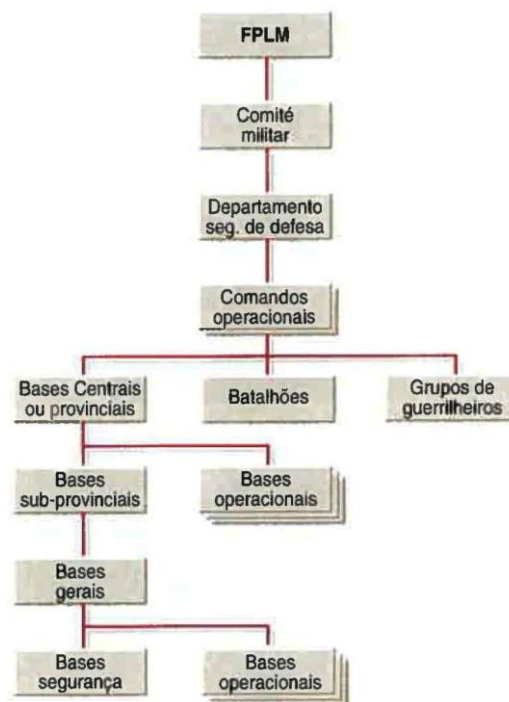 FPLM
Comité
militar
Departamento
seg. de defesa
Comandos
operacionais
Bases Centrais
ou provinciais
Batalhões
Grupos de
guerrilheiros
Bases
sub-provinciais
Bases
operacionais
Bases
gerais
Bases
segurança
Bases
operacionais